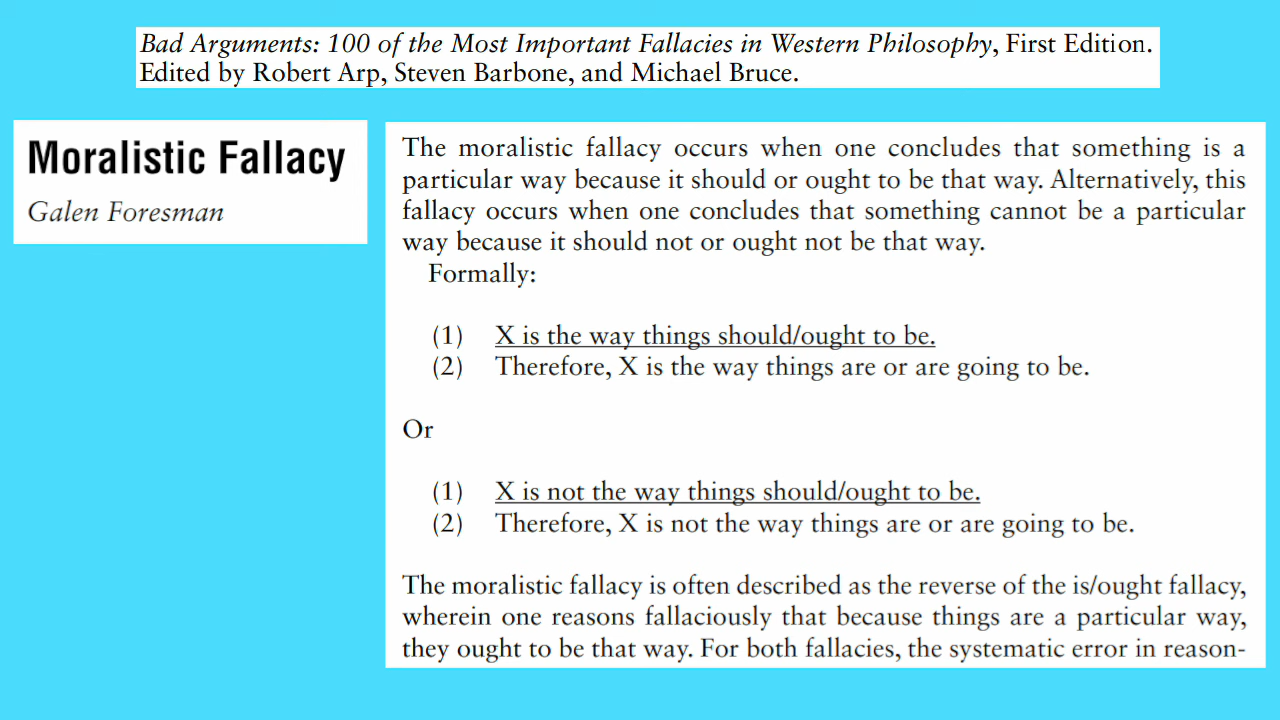 Bad Arguments: 100 of the Most Important Fallacies in Western Philosophy, First Edition.
Edited by Robert Arp, Steven Barbone, and Michael Bruce.
Moralistic Fallacy
Galen Foresman
The moralistic fallacy occurs when one concludes that something is a
particular way because it should or ought to be that way. Alternatively, this
fallacy occurs when one concludes that something cannot be a particular
way because it should not or ought not be that way.
Formally:
(1) X is the way things should/ought to be.
(2) Therefore, X is the way things are or are going to be.
Or
(1) X is not the way things should/ought to be.
(2) Therefore, X is not the way things are or are going to be.
The moralistic fallacy is often described as the reverse of the is/ought fallacy,
wherein one reasons fallaciously that because things are a particular way,
they ought to be that way. For both fallacies, the systematic error in reason-